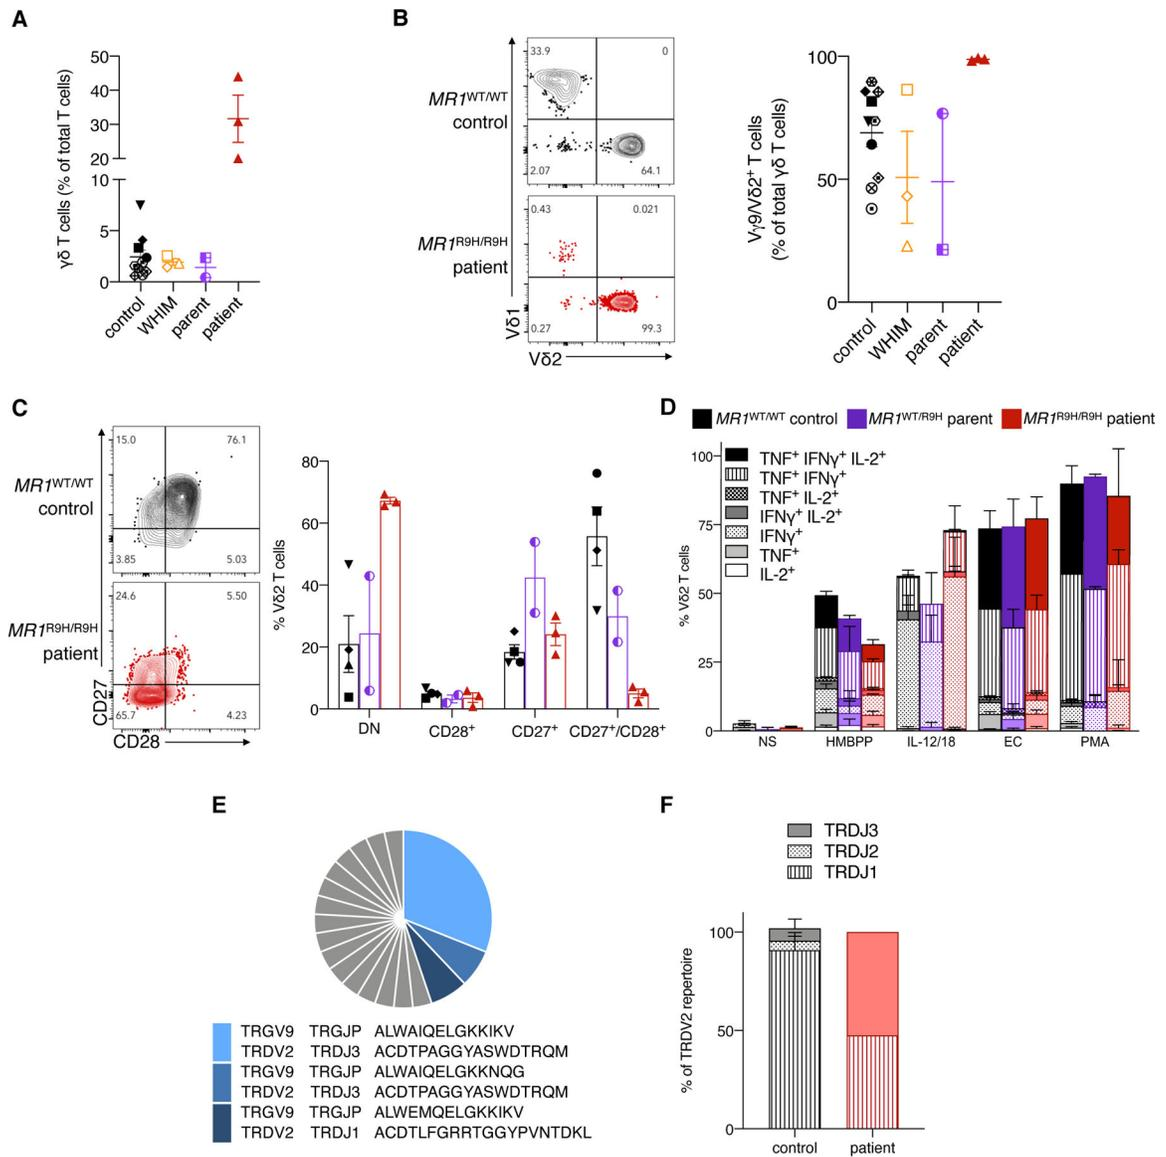 A
γδ T cells (% of total T cells)
50
40
30
20
10
5
0
control
WHIM
parent
patient
B
MR1WT/WT
control
33.9
0
2.07
64.1
MR1R9H/R9H
patient
0.43
0.021
0.27
99.3
Vδ1
Vδ2
Vγ9/Vδ2+ T cells
(% of total γδ T cells)
100
50
0
control
WHIM
parent
patient
C
MR1WT/WT
control
15.0
76.1
3.85
5.03
MR1R9H/R9H
patient
24.6
5.50
65.7
4.23
CD27
CD28
% Vδ2 T cells
80
60
40
20
0
DN
CD28+
CD27+
CD27+/CD28+
D
MR1WT/WT control
MR1WT/R9H parent
MR1R9H/R9H patient
TNF+ IFNγ+ IL-2+
TNF+ IFNγ+
TNF+ IL-2+
IFNγ+ IL-2+
IFNγ+
TNF+
IL-2+
% Vδ2 T cells
100
75
50
25
0
NS
HMBPP
IL-12/18
EC
PMA
E
TRGV9 TRGJP ALWAIQELGKKIKV
TRDV2 TRDJ3 ACDTPAGGYASWDTRQM
TRGV9 TRGJP ALWAIQELGKKNQG
TRDV2 TRDJ3 ACDTPAGGYASWDTRQM
TRGV9 TRGJP ALWEMQELGKKIKV
TRDV2 TRDJ1 ACDTLFGRRTGGYPVNTDKL
F
TRDJ3
TRDJ2
TRDJ1
% of TRDV2 repertoire
100
50
0
control
patient